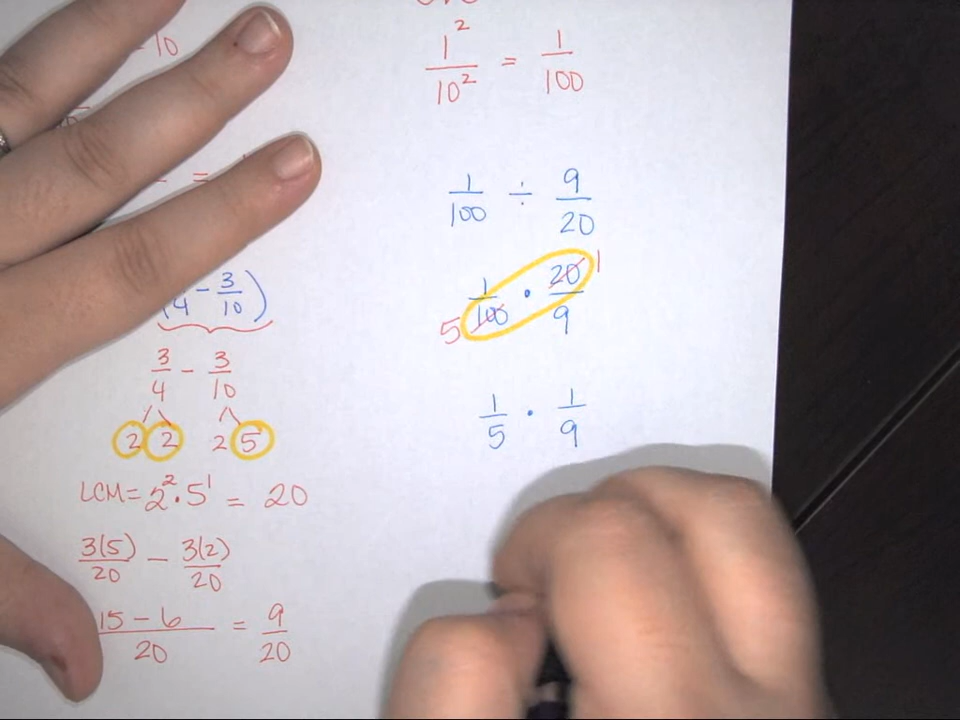 - 10
=
4 - 3/10)
3/4 - 3/10
2 2 2 5
LCM = 2² · 5¹ = 20
3(5)/20 - 3(2)/20
15 - 6/20 = 9/20
1²/10² = 1/100
1/100 ÷ 9/20
1/100 · 20/9 1
5
1/5 · 1/9